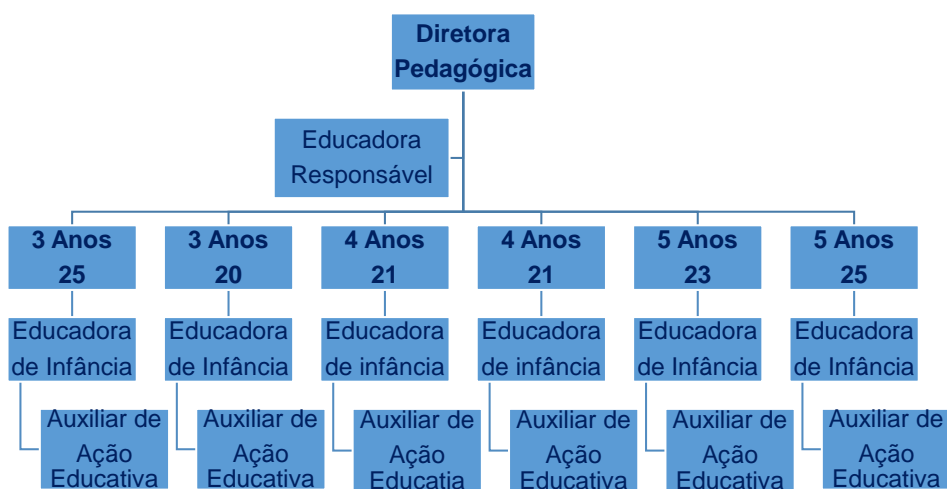 Diretora
Pedagógica
Educadora
Responsável
3 Anos
25
3 Anos
20
4 Anos
21
4 Anos
21
5 Anos
23
5 Anos
25
Educadora
de Infância
Educadora
de Infância
Educadora
de infância
Educadora
de infância
Educadora
de Infância
Educadora
de Infância
Auxiliar de
Ação
Educativa
Auxiliar de
Ação
Educativa
Auxiliar de
Ação
Educatia
Auxiliar de
Ação
Educativa
Auxiliar de
Ação
Educativa
Auxiliar de
Ação
Educativa